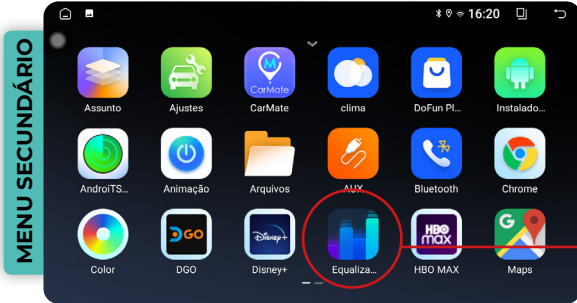 MENU SECUNDÁRIO
16:20
Assunto
Ajustes
CarMate
CarMate
clima
DoFun Pl...
Instalado...
AndroiTS...
Animação
Arquivos
AUX
Bluetooth
Chrome
DGO
Disney+
HBO
max
G
Color
DGO
Disney+
Equaliza...
HBO MAX
Maps